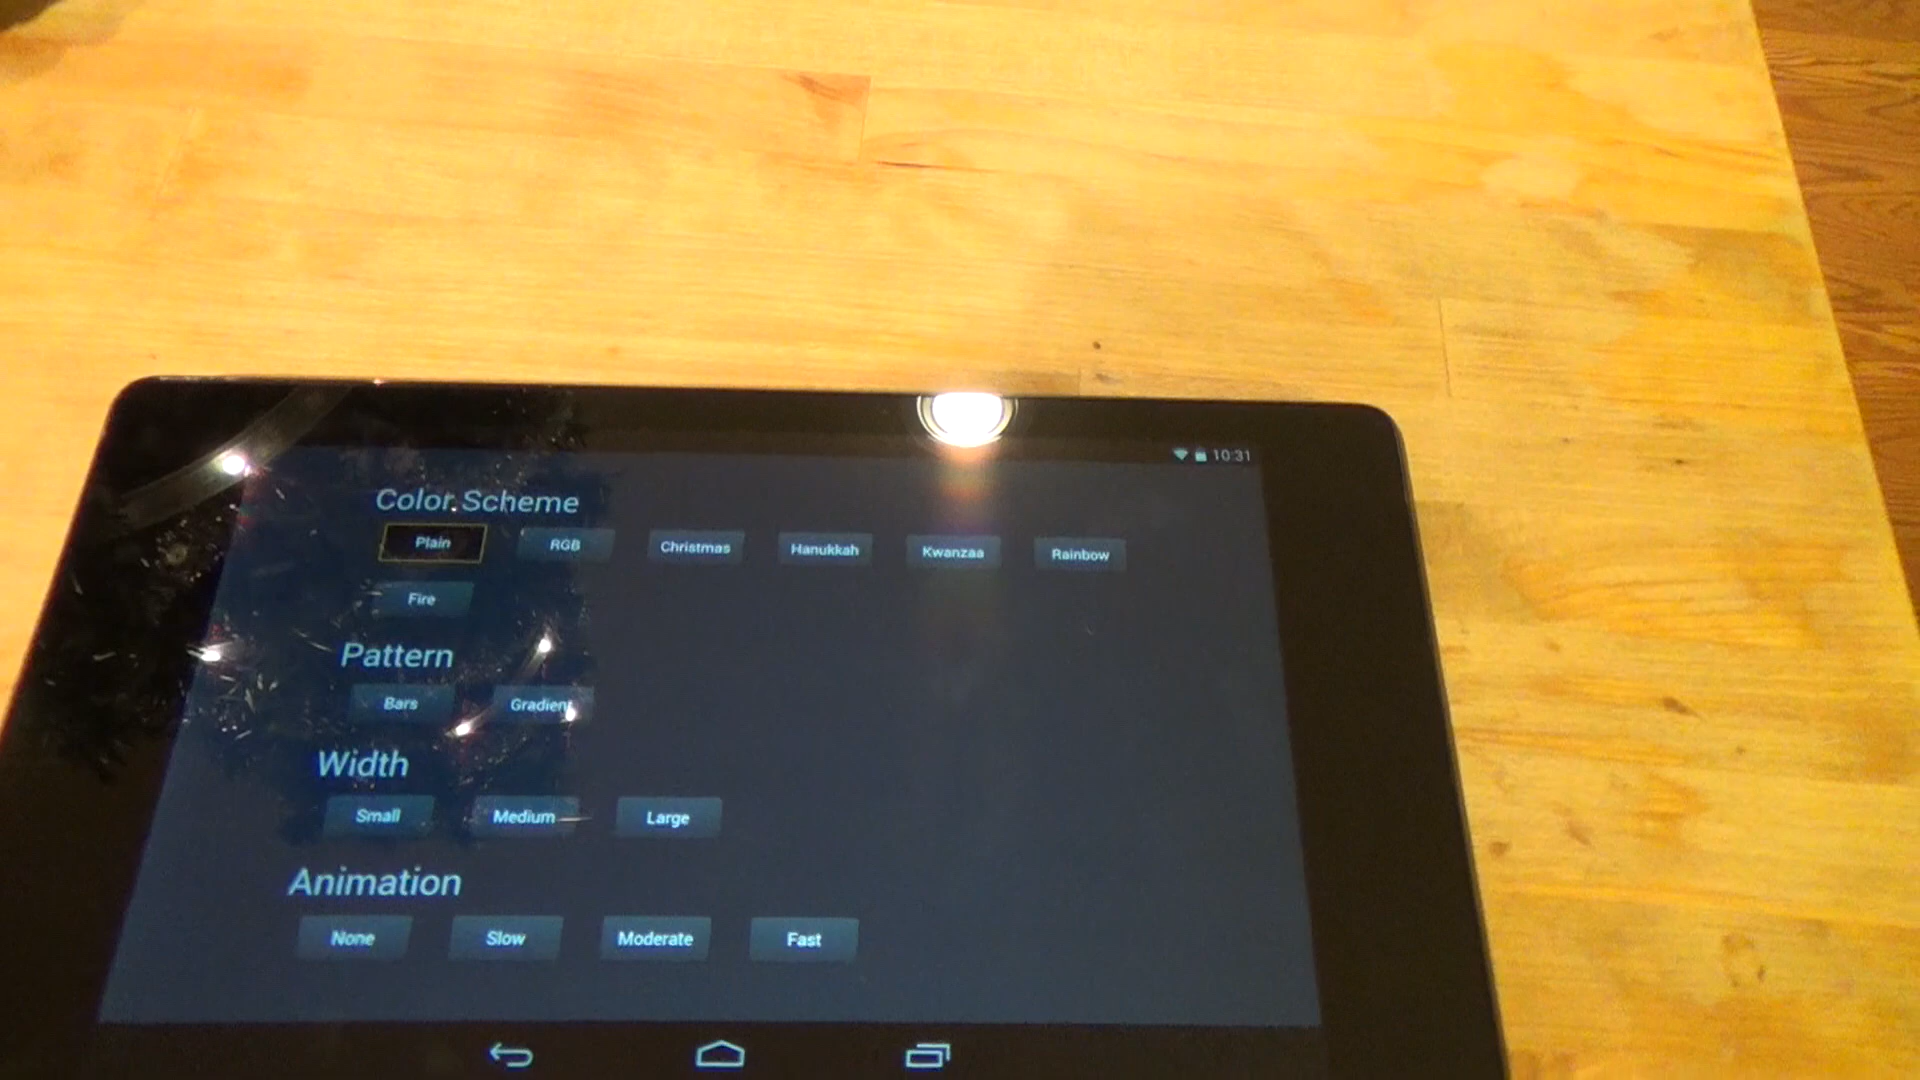 10:31
Color Scheme
Plain RGB Christmas Hanukkah Kwanzaa Rainbow
Fire
Pattern
Bars Gradient
Width
Small Medium Large
Animation
None Slow Moderate Fast